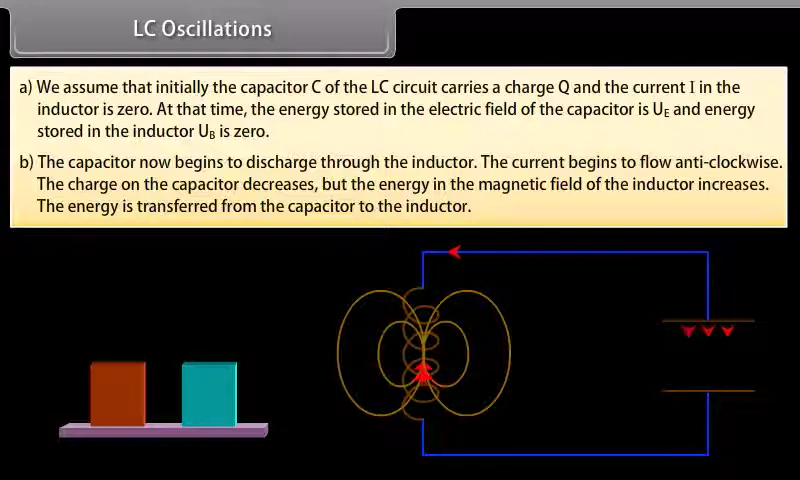 LC Oscillations
a) We assume that initially the capacitor C of the LC circuit carries a charge Q and the current I in the
inductor is zero. At that time, the energy stored in the electric field of the capacitor is UE and energy
stored in the inductor UB is zero.
b) The capacitor now begins to discharge through the inductor. The current begins to flow anti-clockwise.
The charge on the capacitor decreases, but the energy in the magnetic field of the inductor increases.
The energy is transferred from the capacitor to the inductor.